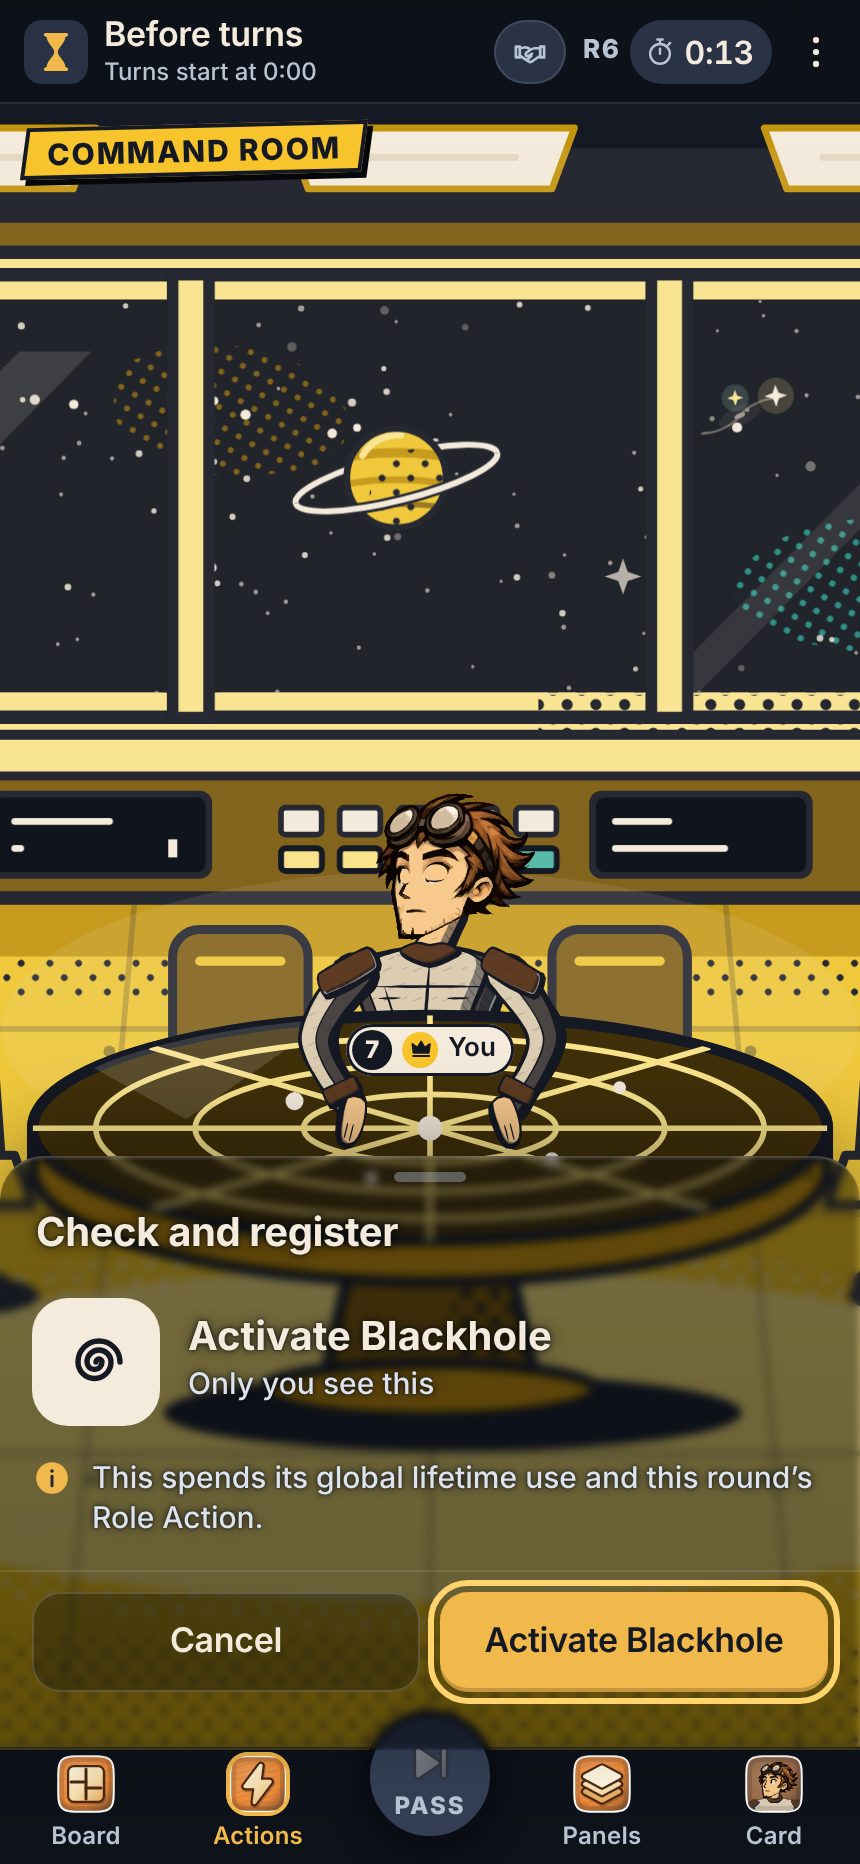 Before turns
Turns start at 0:00
R6
0:13
COMMAND ROOM
7
You
Check and register
Activate Blackhole
Only you see this
This spends its global lifetime use and this round’s
Role Action.
Cancel
Activate Blackhole
PASS
Board
Actions
Panels
Card